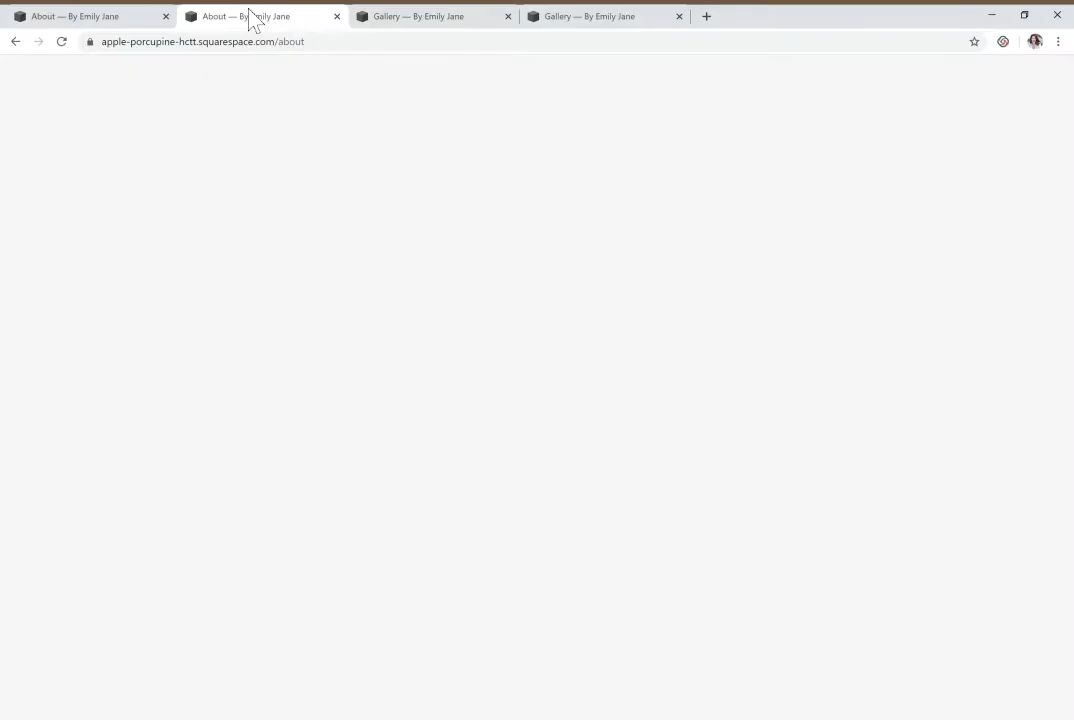 About — By Emily Jane
About — By Emily Jane
Gallery — By Emily Jane
Gallery — By Emily Jane
apple-porcupine-hctt.squarespace.com/about